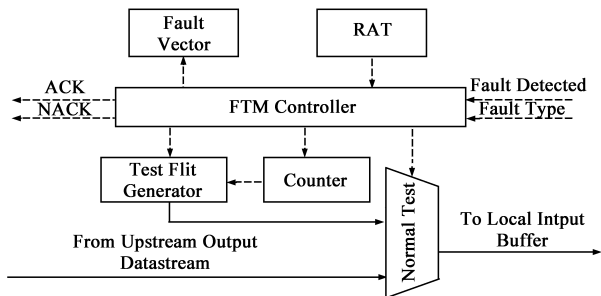 Fault
Vector
RAT
ACK
NACK
FTM Controller
Fault Detected
Fault Type
Test Flit
Generator
Counter
Normal Test
To Local Intput
Buffer
From Upstream Output
Datastream